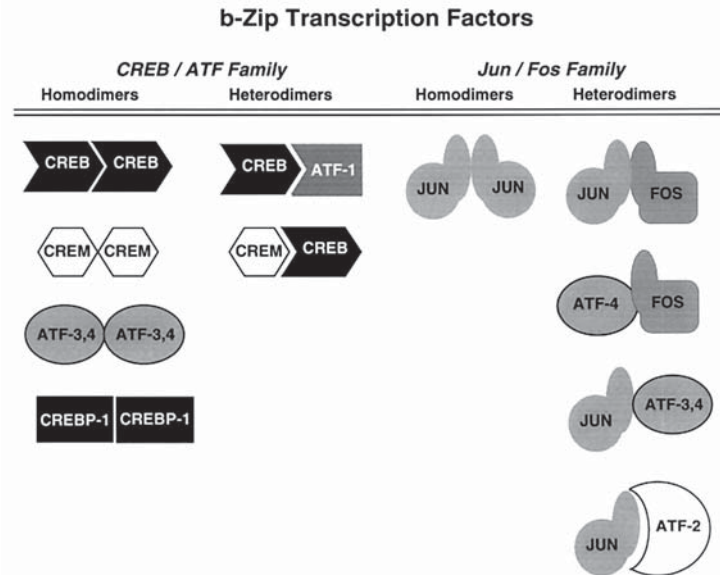 b-Zip Transcription Factors
CREB / ATF Family Jun / Fos Family
Homodimers Heterodimers Homodimers Heterodimers
CREB CREB CREB ATF-1 JUN JUN JUN FOS
CREM CREM CREM CREB
ATF-4 FOS
ATF-3,4 ATF-3,4
JUN ATF-3,4
CREBP-1 CREBP-1
JUN ATF-2